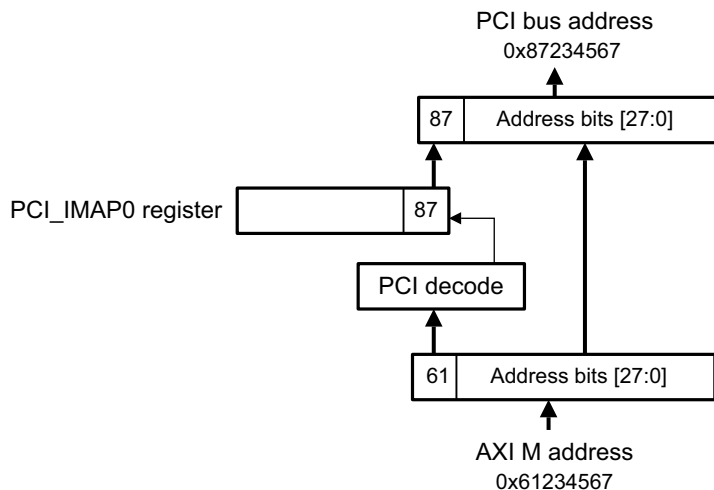 PCI bus address
0x87234567
87 Address bits [27:0]
PCI_IMAP0 register 87
PCI decode
61 Address bits [27:0]
AXI M address
0x61234567